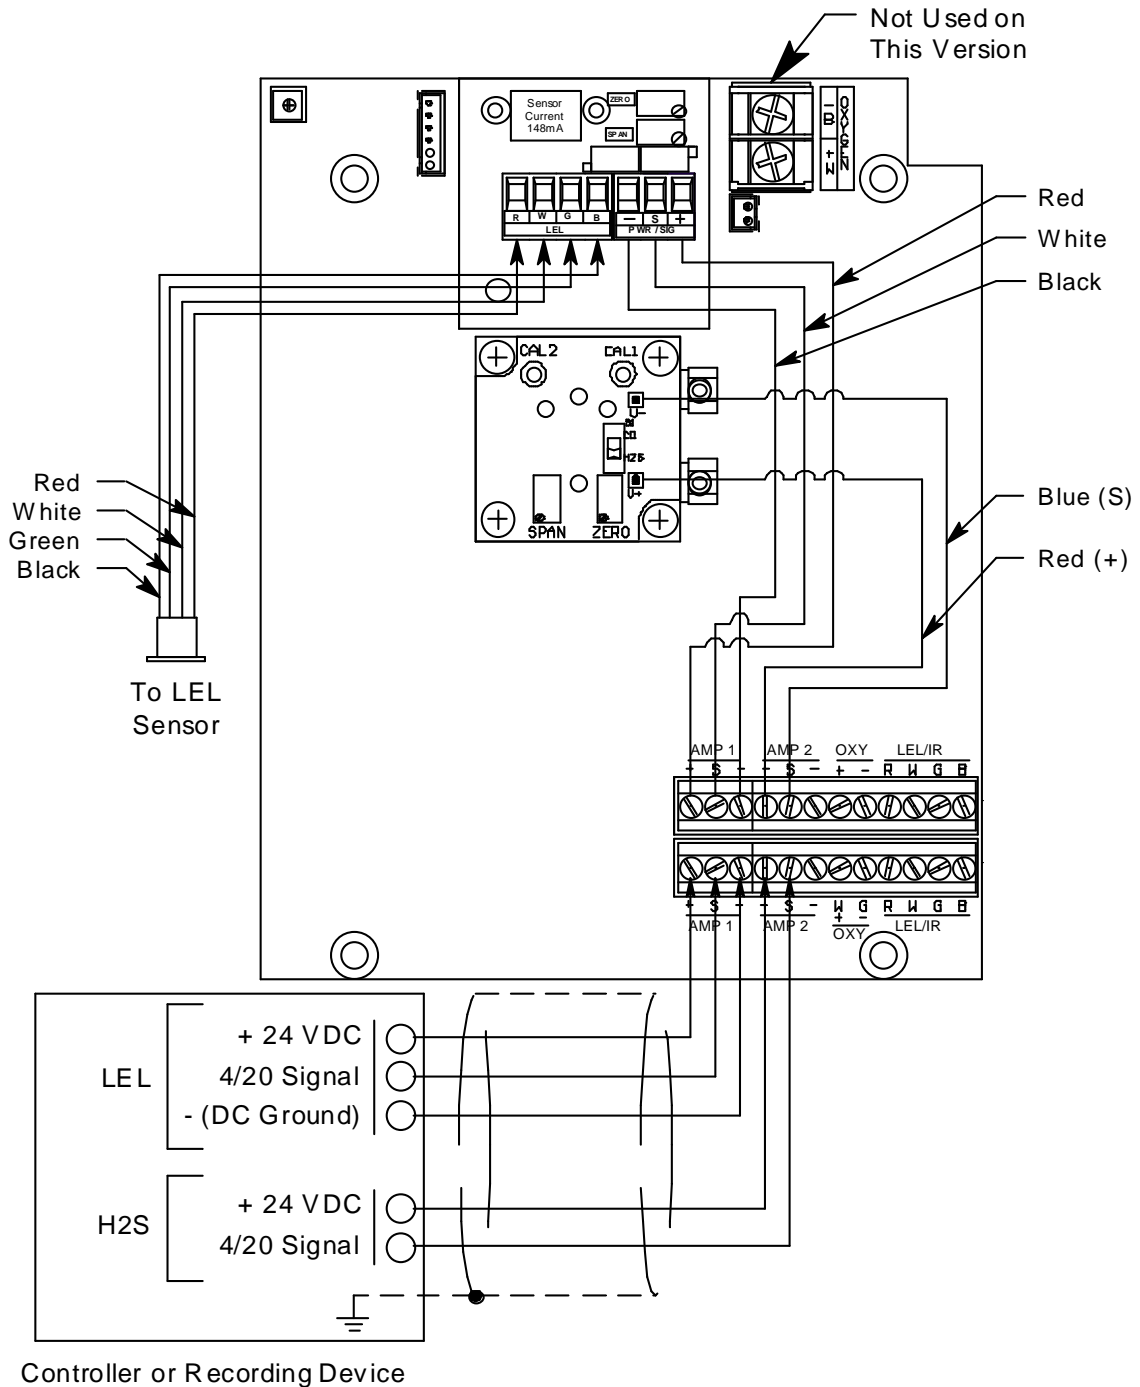 Not Used on
This Version
Sensor
Current
148mA
ZERO
SPAN
-B
+W
OXYGEN
R W G B
LEL
- S +
PWR / SIG
Red
White
Black
CAL2 CAL1
V-
H2S
V+
SPAN ZERO
Red
White
Green
Black
To LEL
Sensor
Blue (S)
Red (+)
AMP 1 AMP 2 OXY LEL/IR
- S - - S - + - R W G B
+ S - - S - W G R W G B
+ -
AMP 1 AMP 2 OXY LEL/IR
LEL
+ 24 VDC
4/20 Signal
- (DC Ground)
H2S
+ 24 VDC
4/20 Signal
Controller or Recording Device